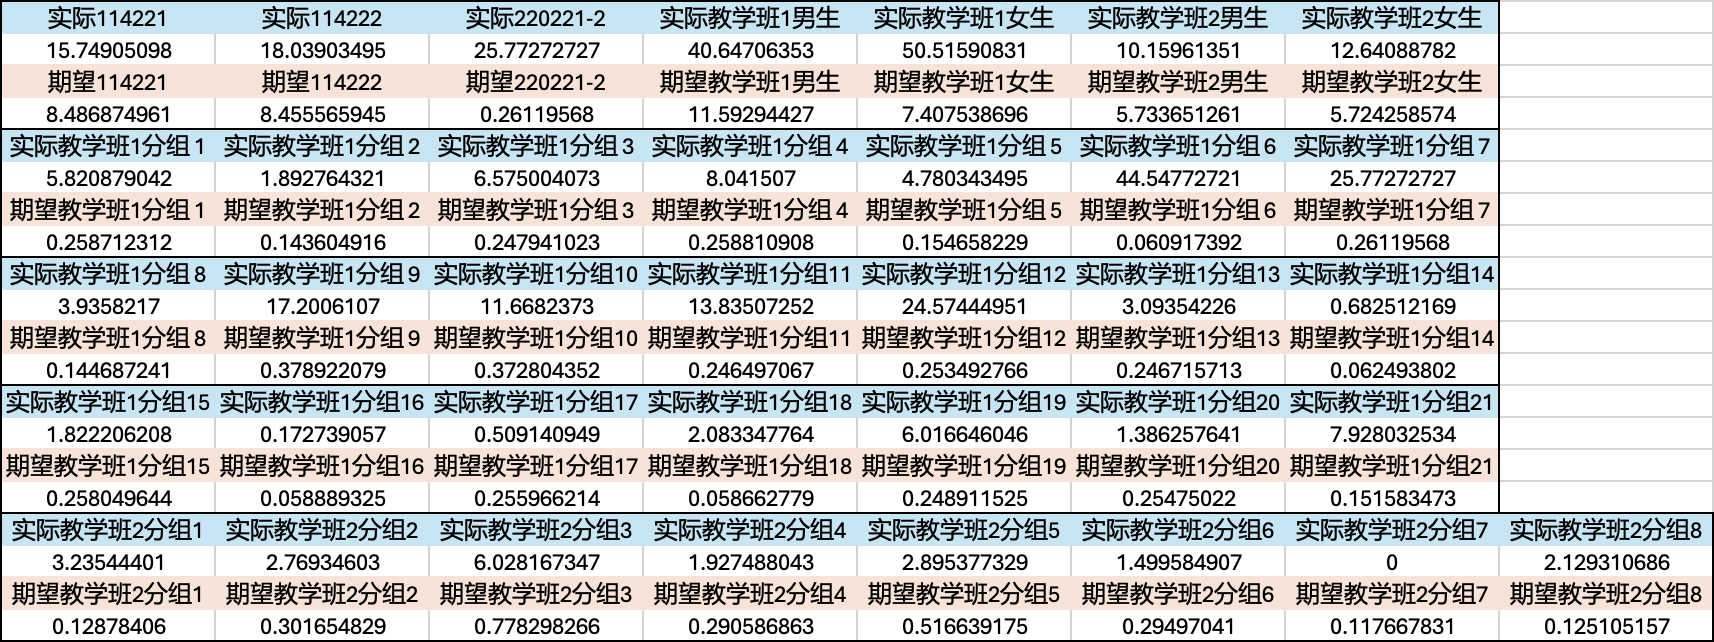 实际114221 实际114222 实际220221-2 实际教学班1男生 实际教学班1女生 实际教学班2男生 实际教学班2女生
15.74905098 18.03903495 25.77272727 40.64706353 50.51590831 10.15961351 12.64088782
期望114221 期望114222 期望220221-2 期望教学班1男生 期望教学班1女生 期望教学班2男生 期望教学班2女生
8.486874961 8.455565945 0.26119568 11.59294427 7.407538696 5.733651261 5.724258574
实际教学班1分组1 实际教学班1分组2 实际教学班1分组3 实际教学班1分组4 实际教学班1分组5 实际教学班1分组6 实际教学班1分组7
5.820879042 1.892764321 6.575004073 8.041507 4.780343495 44.54772721 25.77272727
期望教学班1分组1 期望教学班1分组2 期望教学班1分组3 期望教学班1分组4 期望教学班1分组5 期望教学班1分组6 期望教学班1分组7
0.258712312 0.143604916 0.247941023 0.258810908 0.154658229 0.060917392 0.26119568
实际教学班1分组8 实际教学班1分组9 实际教学班1分组10 实际教学班1分组11 实际教学班1分组12 实际教学班1分组13 实际教学班1分组14
3.9358217 17.2006107 11.6682373 13.83507252 24.57444951 3.09354226 0.682512169
期望教学班1分组8 期望教学班1分组9 期望教学班1分组10 期望教学班1分组11 期望教学班1分组12 期望教学班1分组13 期望教学班1分组14
0.144687241 0.378922079 0.372804352 0.246497067 0.253492766 0.246715713 0.062493802
实际教学班1分组15 实际教学班1分组16 实际教学班1分组17 实际教学班1分组18 实际教学班1分组19 实际教学班1分组20 实际教学班1分组21
1.822206208 0.172739057 0.509140949 2.083347764 6.016646046 1.386257641 7.928032534
期望教学班1分组15 期望教学班1分组16 期望教学班1分组17 期望教学班1分组18 期望教学班1分组19 期望教学班1分组20 期望教学班1分组21
0.258049644 0.058889325 0.255966214 0.058662779 0.248911525 0.25475022 0.151583473
实际教学班2分组1 实际教学班2分组2 实际教学班2分组3 实际教学班2分组4 实际教学班2分组5 实际教学班2分组6 实际教学班2分组7 实际教学班2分组8
3.23544401 2.76934603 6.028167347 1.927488043 2.895377329 1.499584907 0 2.129310686
期望教学班2分组1 期望教学班2分组2 期望教学班2分组3 期望教学班2分组4 期望教学班2分组5 期望教学班2分组6 期望教学班2分组7 期望教学班2分组8
0.12878406 0.301654829 0.778298266 0.290586863 0.516639175 0.29497041 0.117667831 0.125105157